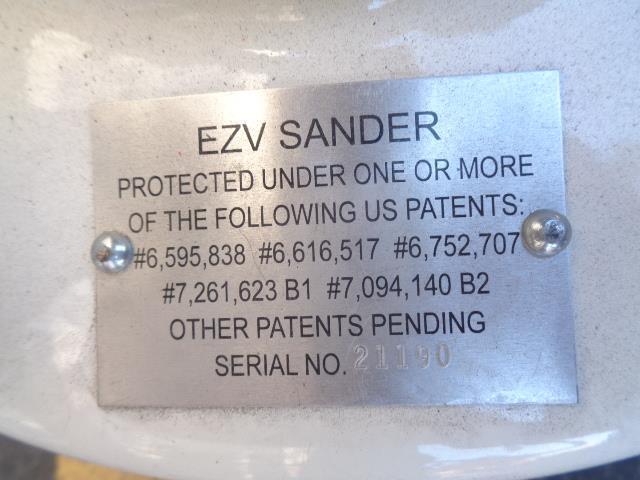 EZV SANDER
PROTECTED UNDER ONE OR MORE
OF THE FOLLOWING US PATENTS:
#6,595,838 #6,616,517 #6,752,707
#7,261,623 B1 #7,094,140 B2
OTHER PATENTS PENDING
SERIAL NO. 21190